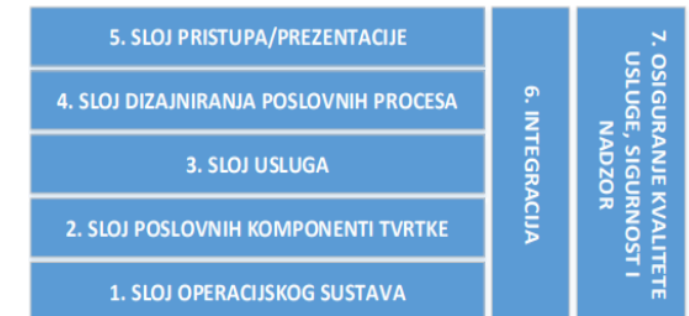 5. SLOJ PRISTUPA/PREZENTACIJE
4. SLOJ DIZAJNIRANJA POSLOVNIH PROCESA
3. SLOJ USLUGA
2. SLOJ POSLOVNIH KOMPONENTI TVRTKE
1. SLOJ OPERACIJSKOG SUSTAVA
6. INTEGRACIJA
7. OSIGURANJE KVALITETE
USLUGE, SIGURNOST I
NADZOR